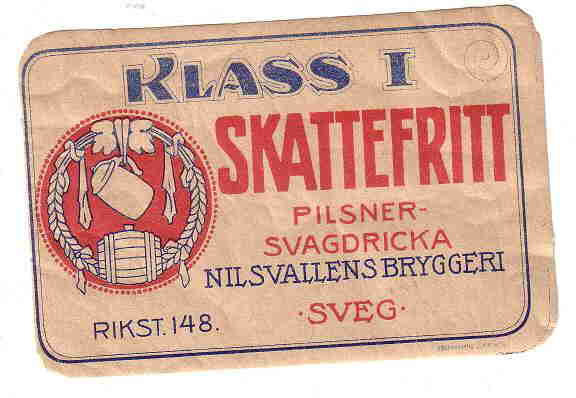 KLASS I
SKATTEFRITT
PILSNER-
SVAGDRICKA
NILSVALLENS BRYGGERI
·SVEG·
RIKST. 148.